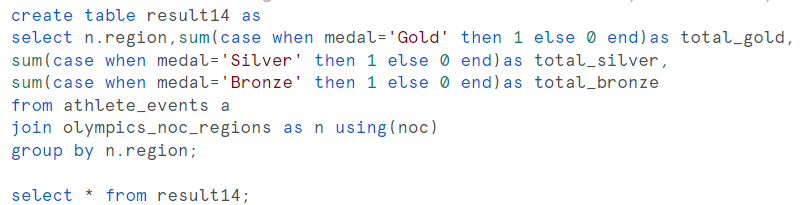 create table result14 as
select n.region,sum(case when medal='Gold' then 1 else 0 end)as total_gold,
sum(case when medal='Silver' then 1 else 0 end)as total_silver,
sum(case when medal='Bronze' then 1 else 0 end)as total_bronze
from athlete_events a
join olympics_noc_regions as n using(noc)
group by n.region;
select * from result14;